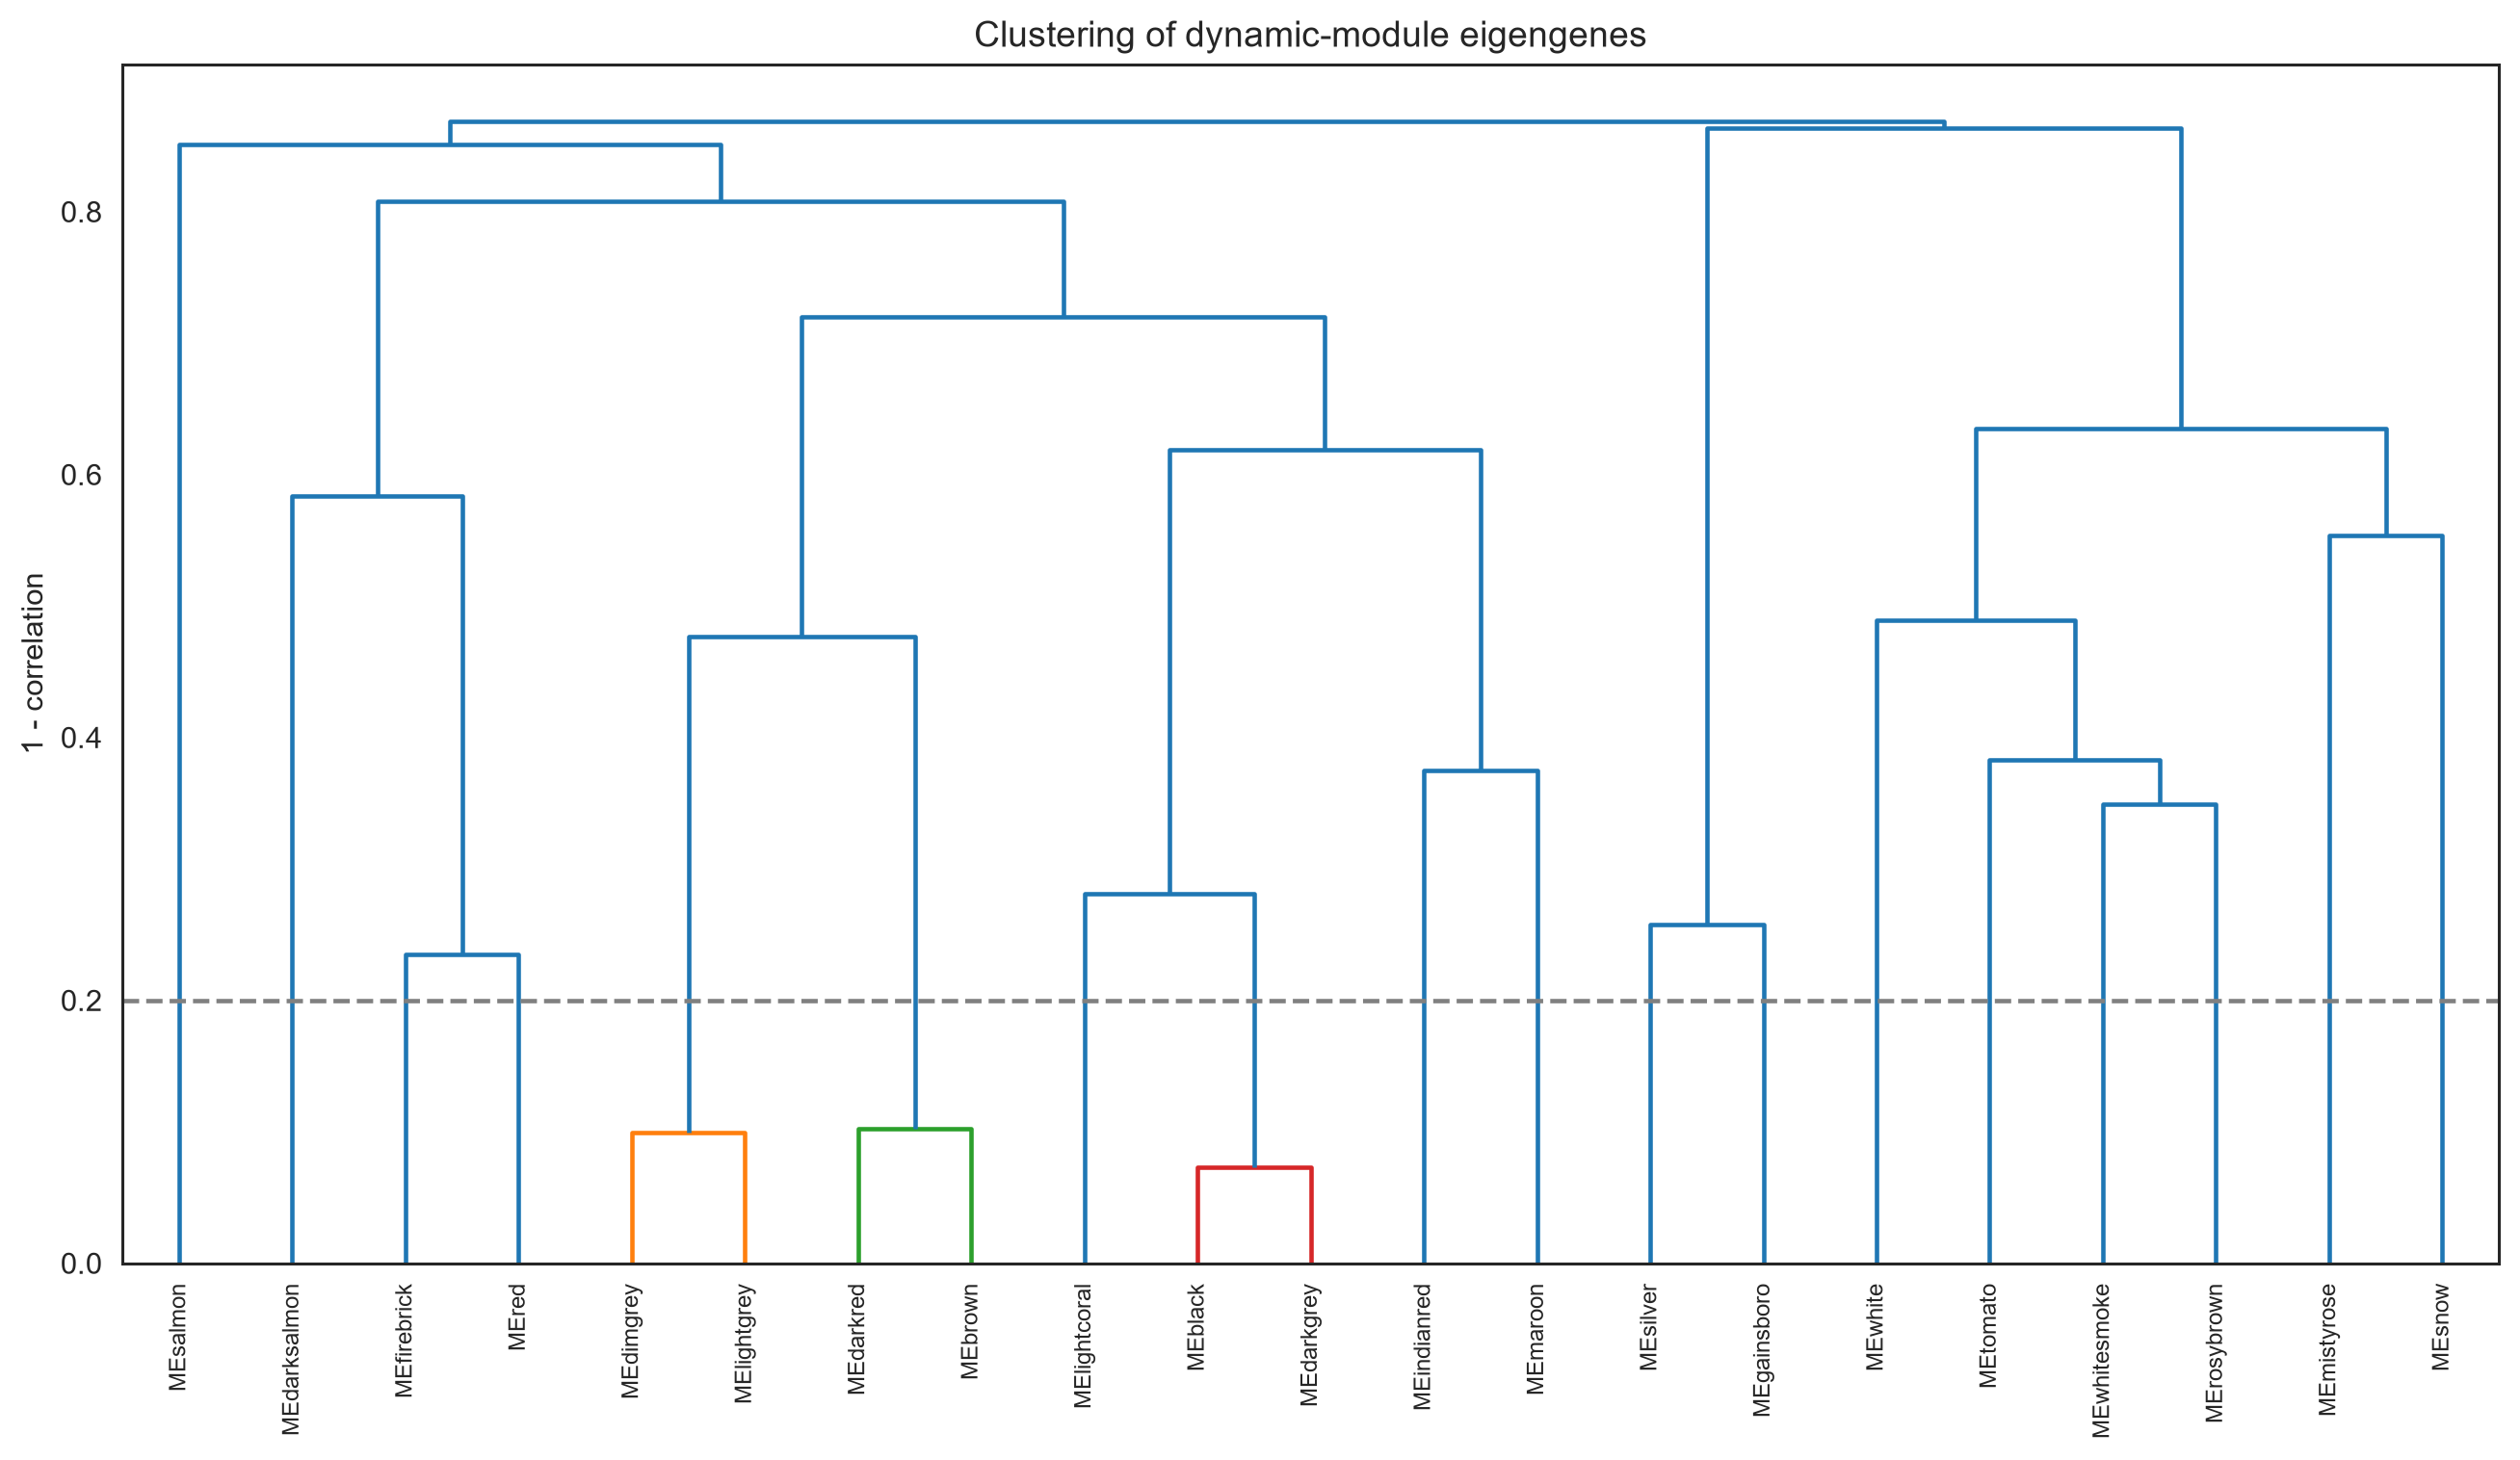 Clustering of dynamic-module eigengenes
1 - correlation
0.8
0.6
0.4
0.2
0.0
MEsalmon
MEdarksalmon
MEfirebrick
MEred
MEdimgrey
MElightgrey
MEdarkred
MEbrown
MElightcoral
MEblack
MEdarkgrey
MEindianred
MEmaroon
MEsilver
MEgainsboro
MEwhite
MEtomato
MEwhitesmoke
MErosybrown
MEmistyrose
MEsnow